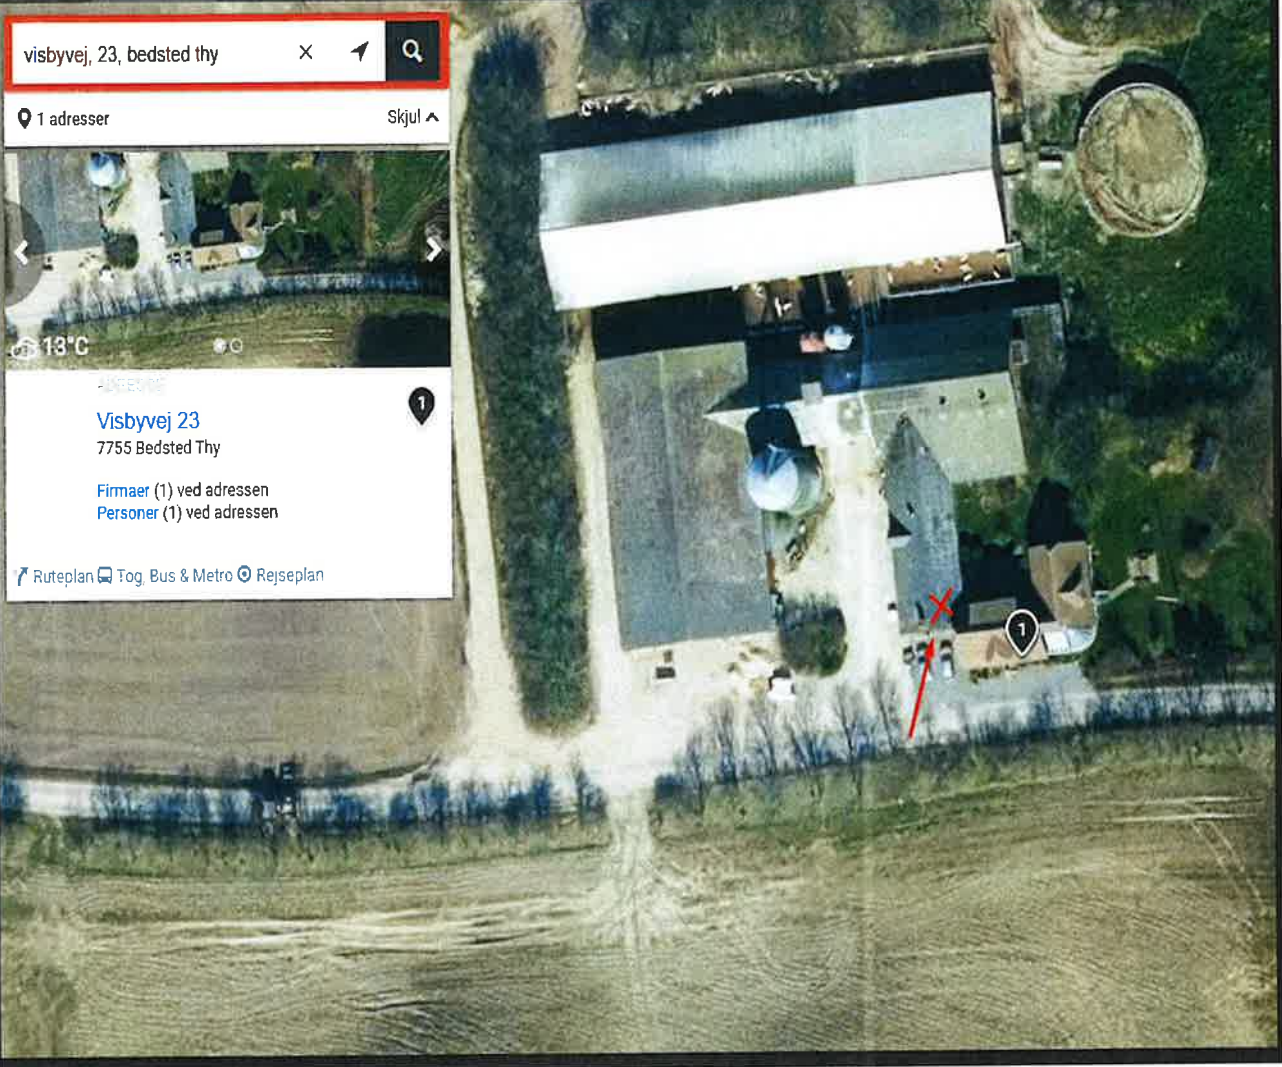 visbyvej, 23, bedsted thy
1 adresser
Skjul
13°C
ADRESSE
Visbyvej 23
1
7755 Bedsted Thy
Firmaer (1) ved adressen
Personer (1) ved adressen
Ruteplan Tog, Bus & Metro Rejseplan
1